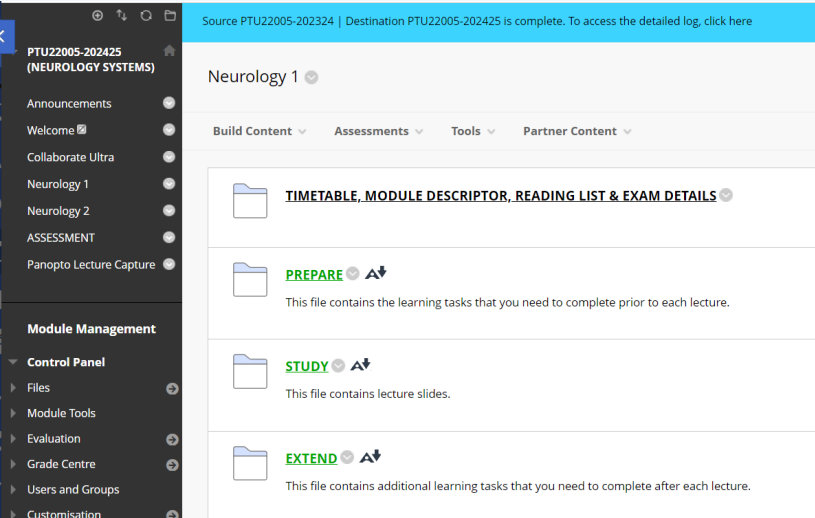 Source PTU22005-202324 | Destination PTU22005-202425 is complete. To access the detailed log, click here
PTU22005-202425
(NEUROLOGY SYSTEMS)
Announcements
Welcome
Collaborate Ultra
Neurology 1
Neurology 2
ASSESSMENT
Panopto Lecture Capture
Module Management
Control Panel
Files
Module Tools
Evaluation
Grade Centre
Users and Groups
Customisation
Neurology 1
Build Content
Assessments
Tools
Partner Content
TIMETABLE, MODULE DESCRIPTOR, READING LIST & EXAM DETAILS
PREPARE
This file contains the learning tasks that you need to complete prior to each lecture.
STUDY
This file contains lecture slides.
EXTEND
This file contains additional learning tasks that you need to complete after each lecture.